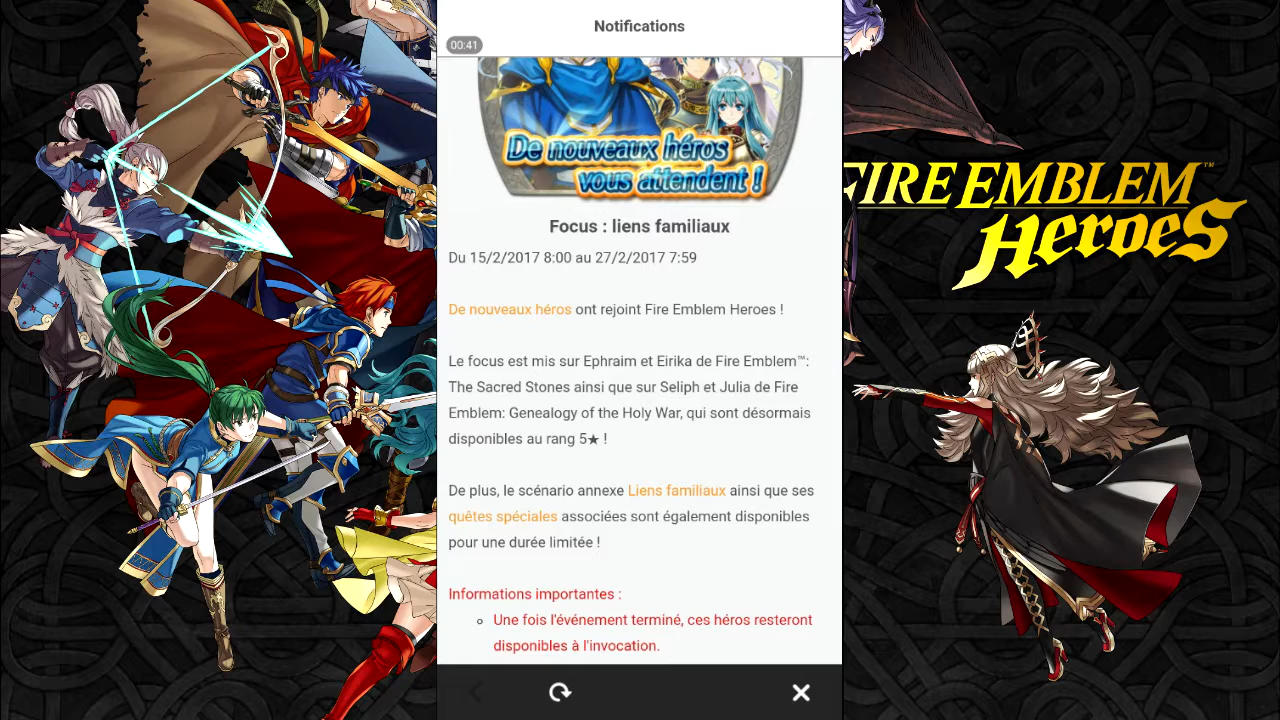 Notifications
00:41
De nouveaux héros
vous attendent !
Focus : liens familiaux
Du 15/2/2017 8:00 au 27/2/2017 7:59
De nouveaux héros ont rejoint Fire Emblem Heroes !
Le focus est mis sur Ephraim et Eirika de Fire Emblem™:
The Sacred Stones ainsi que sur Seliph et Julia de Fire
Emblem: Genealogy of the Holy War, qui sont désormais
disponibles au rang 5★ !
De plus, le scénario annexe Liens familiaux ainsi que ses
quêtes spéciales associées sont également disponibles
pour une durée limitée !
Informations importantes :
Une fois l'événement terminé, ces héros resteront
disponibles à l'invocation.
FIRE EMBLEM™
Heroes